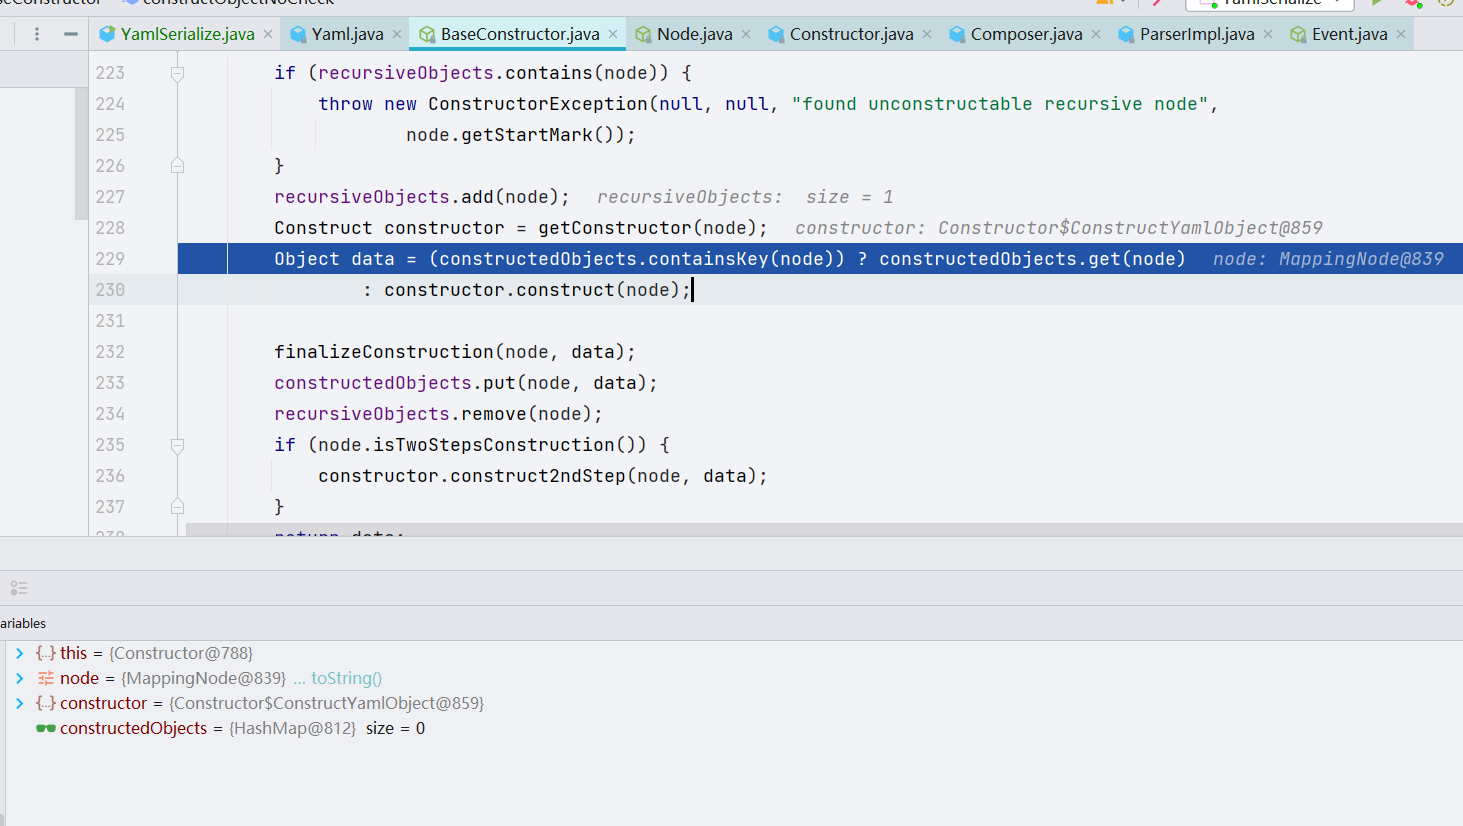 constructObjectNoCheck
YamlSerialize
YamlSerialize.java Yaml.java BaseConstructor.java Node.java Constructor.java Composer.java ParserImpl.java Event.java
223 if (recursiveObjects.contains(node)) {
224 throw new ConstructorException(null, null, "found unconstructable recursive node",
225 node.getStartMark());
226 }
227 recursiveObjects.add(node); recursiveObjects: size = 1
228 Construct constructor = getConstructor(node); constructor: Constructor$ConstructYamlObject@859
229 Object data = (constructedObjects.containsKey(node)) ? constructedObjects.get(node) node: MappingNode@839
230 : constructor.construct(node);
231
232 finalizeConstruction(node, data);
233 constructedObjects.put(node, data);
234 recursiveObjects.remove(node);
235 if (node.isTwoStepsConstruction()) {
236 constructor.construct2ndStep(node, data);
237 }
238 return data;
ariables
{...} this = {Constructor@788}
node = {MappingNode@839} ... toString()
{...} constructor = {Constructor$ConstructYamlObject@859}
constructedObjects = {HashMap@812} size = 0